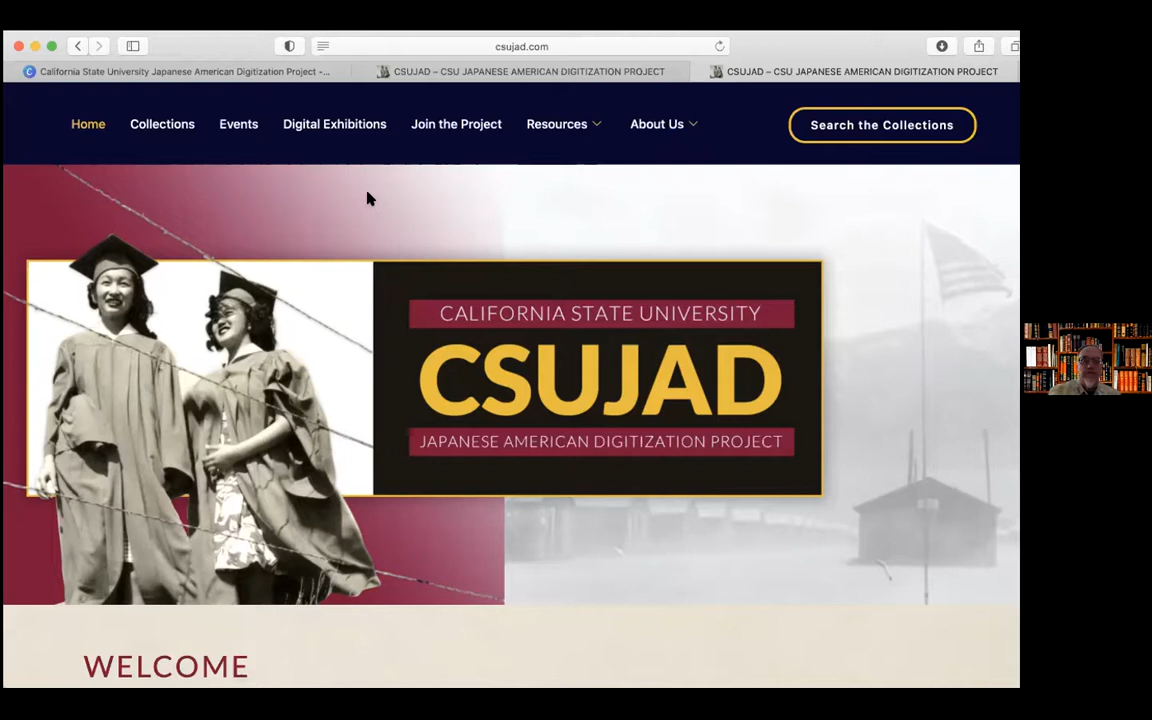 csujad.com
California State University Japanese American Digitization Project -...
CSUJAD – CSU JAPANESE AMERICAN DIGITIZATION PROJECT
CSUJAD – CSU JAPANESE AMERICAN DIGITIZATION PROJECT
Home
Collections
Events
Digital Exhibitions
Join the Project
Resources
About Us
Search the Collections
CALIFORNIA STATE UNIVERSITY
CSUJAD
JAPANESE AMERICAN DIGITIZATION PROJECT
WELCOME